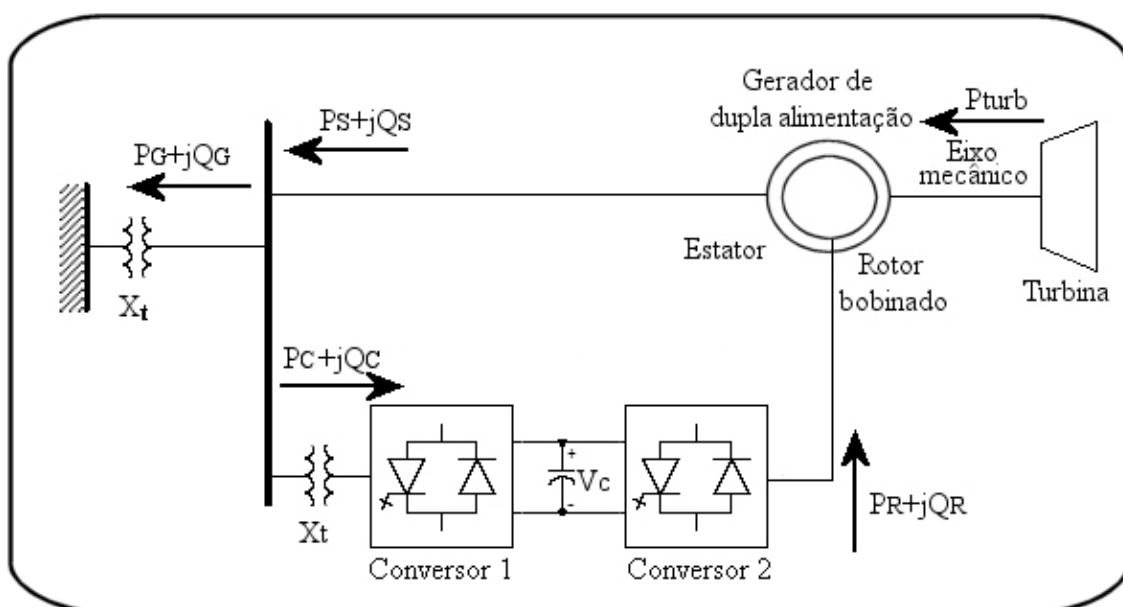 Gerador de
dupla alimentação
Pturb
Eixo
mecânico
PS+jQS
PG+jQG
Estator
Rotor
bobinado
Turbina
Xt
PC+jQC
+
Vc
-
Xt
PR+jQR
Conversor 1
Conversor 2